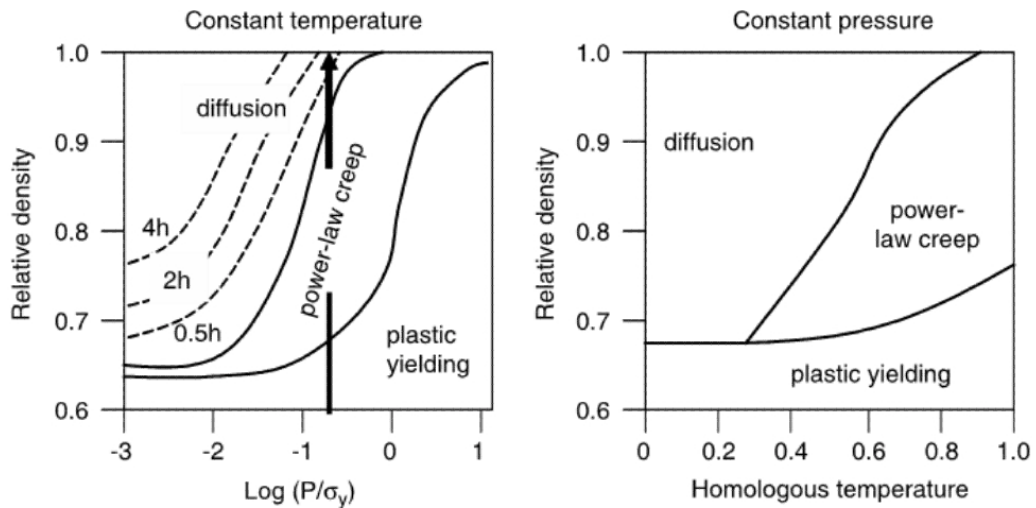 Constant temperature
1.0
0.9
0.8
0.7
0.6
Relative density
diffusion
4h
2h
0.5h
power-law creep
plastic
yielding
-3
-2
-1
0
1
Log (P/σy)
Constant pressure
1.0
0.9
0.8
0.7
0.6
Relative density
diffusion
power-
law creep
plastic yielding
0
0.2
0.4
0.6
0.8
1.0
Homologous temperature